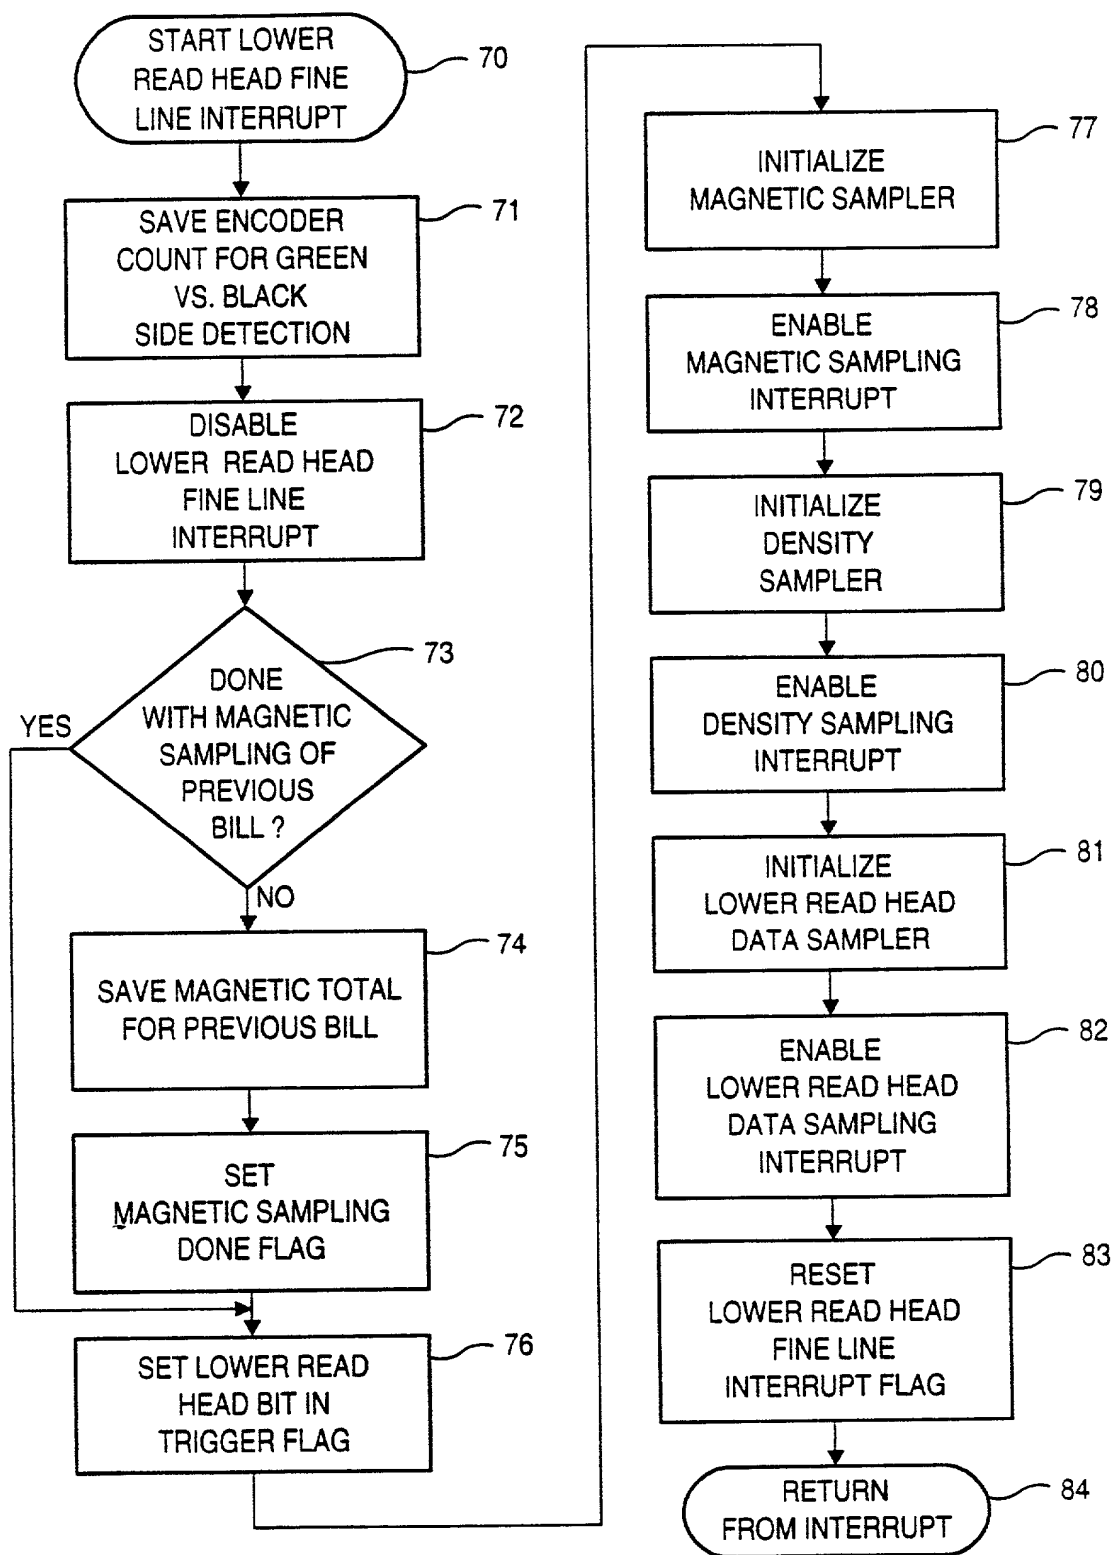 START LOWER
READ HEAD FINE
LINE INTERRUPT
70
SAVE ENCODER
COUNT FOR GREEN
VS. BLACK
SIDE DETECTION
71
DISABLE
LOWER READ HEAD
FINE LINE
INTERRUPT
72
DONE
WITH MAGNETIC
SAMPLING OF
PREVIOUS
BILL ?
73
YES
NO
SAVE MAGNETIC TOTAL
FOR PREVIOUS BILL
74
SET
MAGNETIC SAMPLING
DONE FLAG
75
SET LOWER READ
HEAD BIT IN
TRIGGER FLAG
76
INITIALIZE
MAGNETIC SAMPLER
77
ENABLE
MAGNETIC SAMPLING
INTERRUPT
78
INITIALIZE
DENSITY
SAMPLER
79
ENABLE
DENSITY SAMPLING
INTERRUPT
80
INITIALIZE
LOWER READ HEAD
DATA SAMPLER
81
ENABLE
LOWER READ HEAD
DATA SAMPLING
INTERRUPT
82
RESET
LOWER READ HEAD
FINE LINE
INTERRUPT FLAG
83
RETURN
FROM INTERRUPT
84